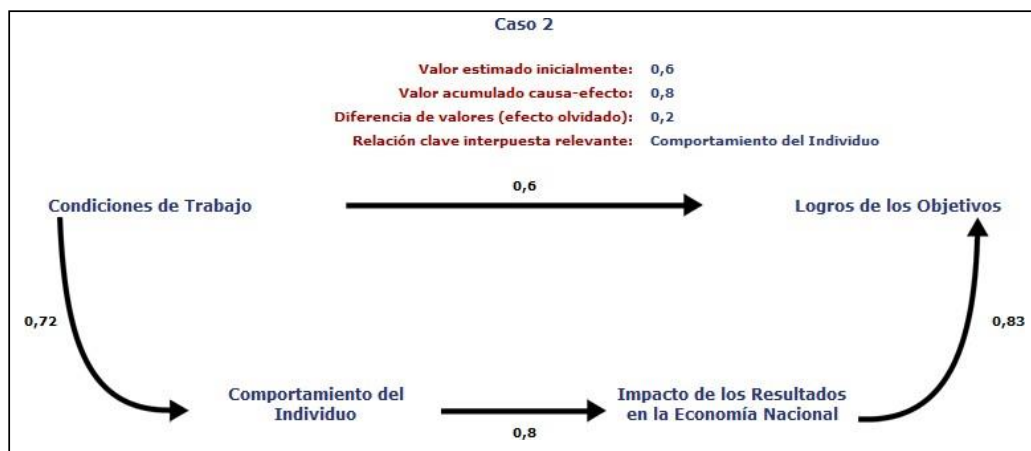 Caso 2
Valor estimado inicialmente: 0,6
Valor acumulado causa-efecto: 0,8
Diferencia de valores (efecto olvidado): 0,2
Relación clave interpuesta relevante: Comportamiento del Individuo
0,6
Condiciones de Trabajo
Logros de los Objetivos
0,72
0,83
Comportamiento del
Individuo
Impacto de los Resultados
en la Economía Nacional
0,8